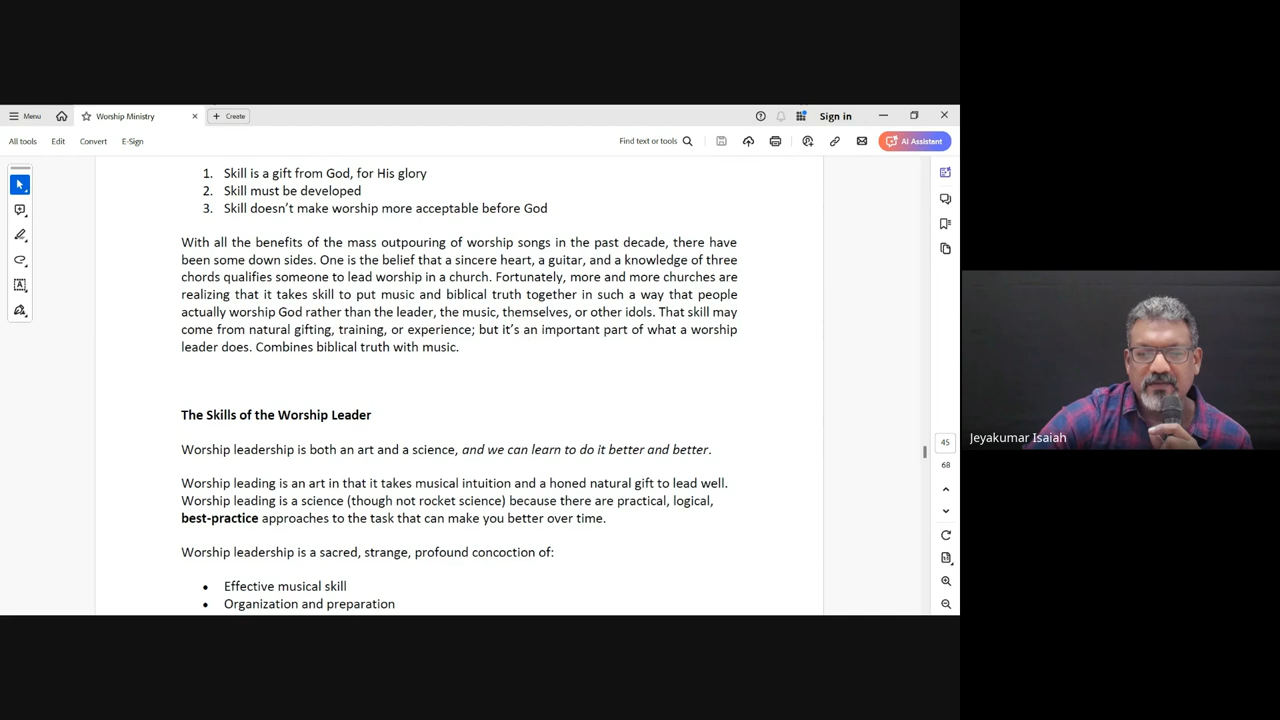 Menu
Worship Ministry
Create
Sign in
All tools
Edit
Convert
E-Sign
Find text or tools
AI Assistant
1. Skill is a gift from God, for His glory
2. Skill must be developed
3. Skill doesn’t make worship more acceptable before God
With all the benefits of the mass outpouring of worship songs in the past decade, there have
been some down sides. One is the belief that a sincere heart, a guitar, and a knowledge of three
chords qualifies someone to lead worship in a church. Fortunately, more and more churches are
realizing that it takes skill to put music and biblical truth together in such a way that people
actually worship God rather than the leader, the music, themselves, or other idols. That skill may
come from natural gifting, training, or experience; but it’s an important part of what a worship
leader does. Combines biblical truth with music.
The Skills of the Worship Leader
Worship leadership is both an art and a science, and we can learn to do it better and better.
Worship leading is an art in that it takes musical intuition and a honed natural gift to lead well.
Worship leading is a science (though not rocket science) because there are practical, logical,
best-practice approaches to the task that can make you better over time.
Worship leadership is a sacred, strange, profound concoction of:
• Effective musical skill
• Organization and preparation
45
68
Jeyakumar Isaiah